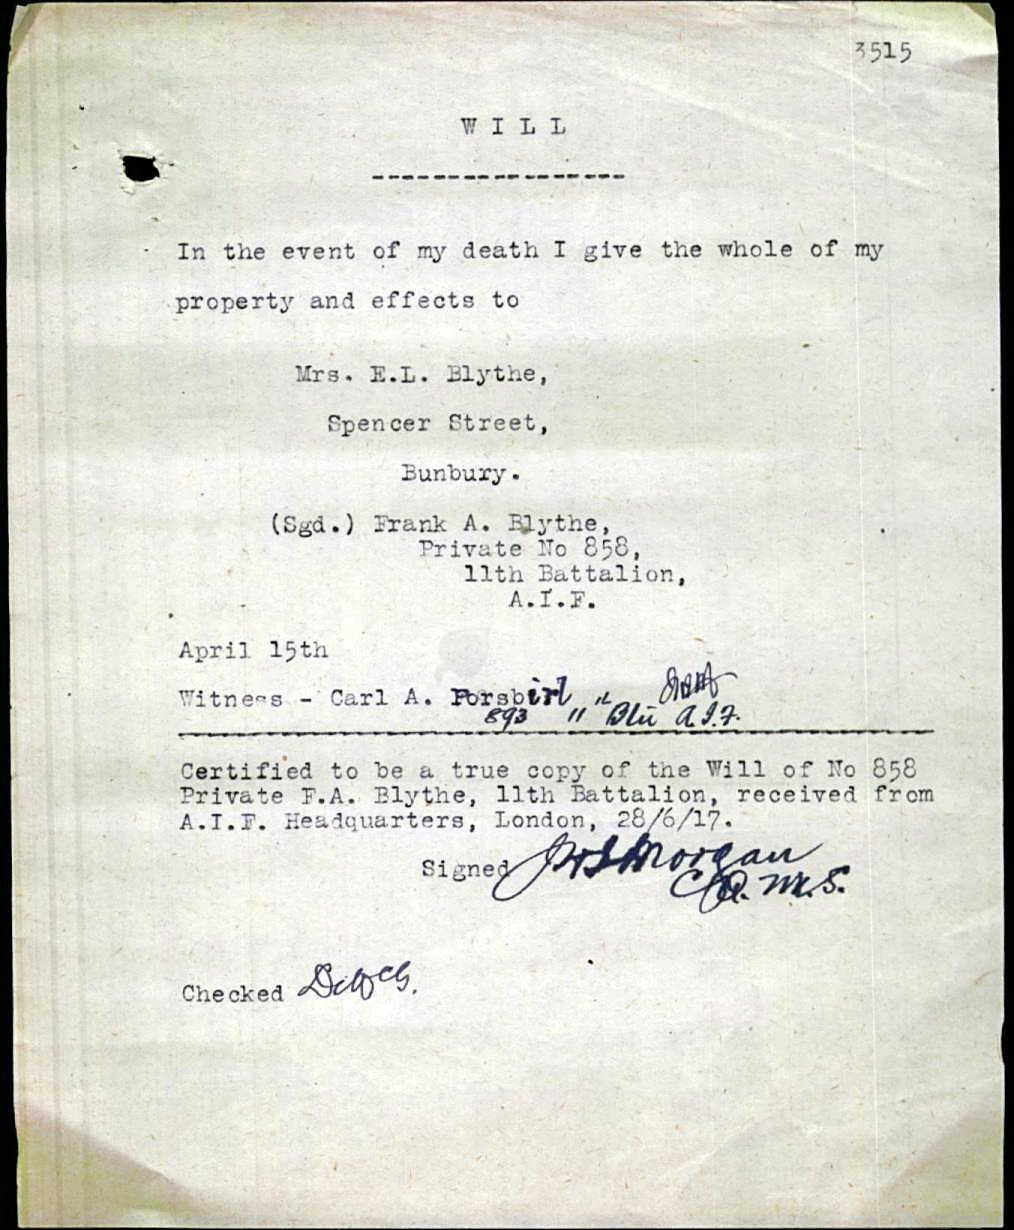 3515
W I L L
-----------------
In the event of my death I give the whole of my
property and effects to
Mrs. E.L. Blythe,
Spencer Street,
Bunbury.
(Sgd.) Frank A. Blythe,
Private No 858,
11th Battalion,
A.I.F.
April 15th
Witness - Carl A.
893 " 11 Btn A.I.F.
Certified to be a true copy of the Will of No 858
Private F.A. Blythe, 11th Battalion, received from
A.I.F. Headquarters, London, 28/6/17.
Signed Morgan
Q.M.S.
Checked